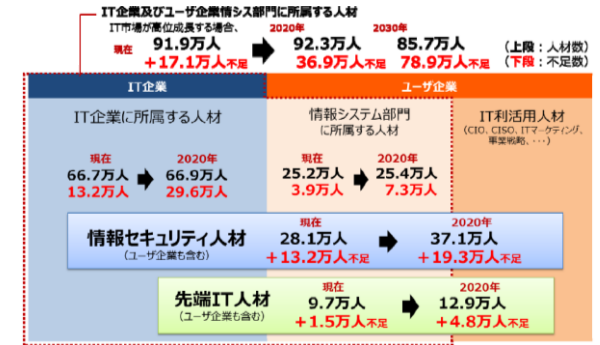 IT企業及びユーザ企業情シス部門に所属する人材
IT市場が高位成長する場合、 2020年 2030年
現在 91.9万人 92.3万人 85.7万人 (上段：人材数)
+17.1万人不足 36.9万人不足 78.9万人不足 (下段：不足数)
IT企業 ユーザ企業
IT企業に所属する人材
情報システム部門
に所属する人材
IT利活用人材
(CIO、CISO、ITマーケティング、
事業戦略、・・・)
現在 2020年
66.7万人 66.9万人
13.2万人 29.6万人
現在 2020年
25.2万人 25.4万人
3.9万人 7.3万人
情報セキュリティ人材
(ユーザ企業も含む)
現在 2020年
28.1万人 37.1万人
+13.2万人不足 +19.3万人不足
先端IT人材
(ユーザ企業も含む)
現在 2020年
9.7万人 12.9万人
+1.5万人不足 +4.8万人不足